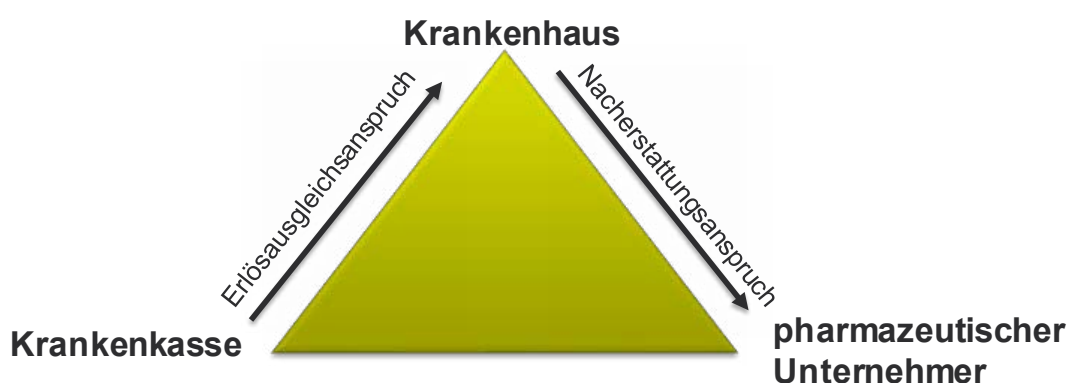 Krankenhaus
Erlösausgleichsanspruch
Nacherstattungsanspruch
Krankenkasse
pharmazeutischer
Unternehmer